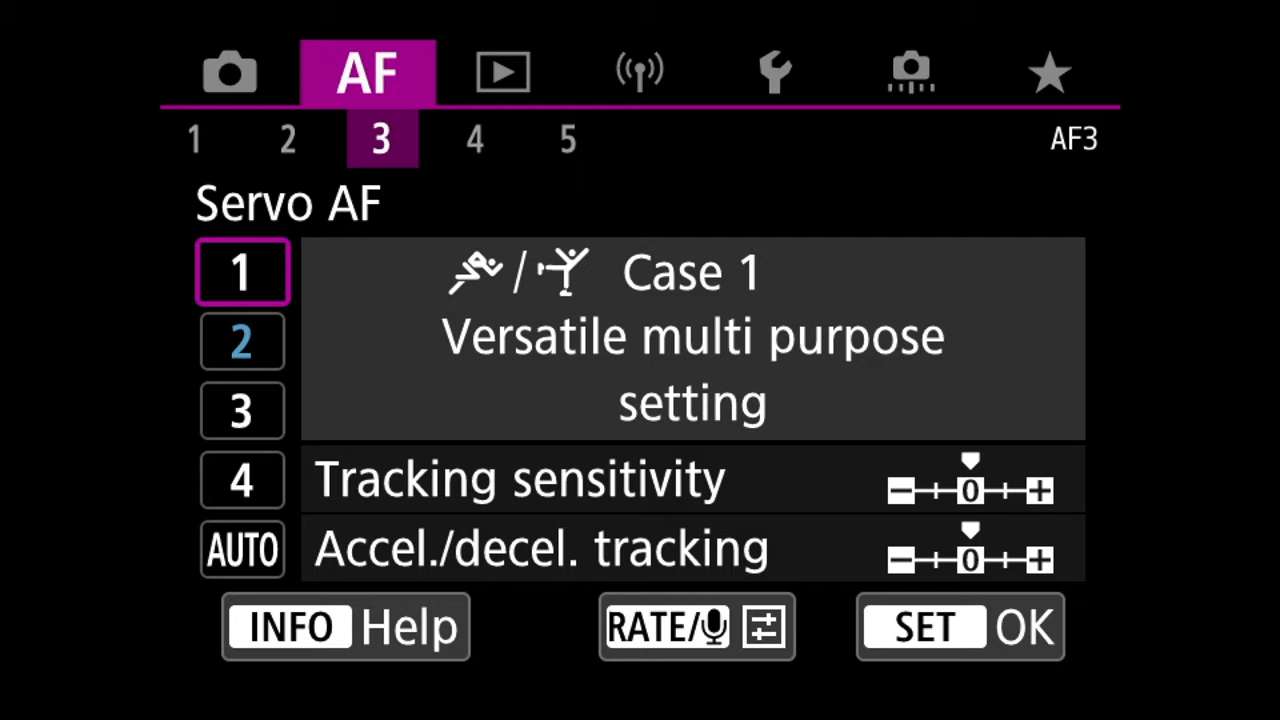 AF
1 2 3 4 5 AF3
Servo AF
1 / Case 1
Versatile multi purpose
setting
2
3
4 Tracking sensitivity − 0 +
AUTO Accel./decel. tracking − 0 +
INFO Help RATE/ SET OK